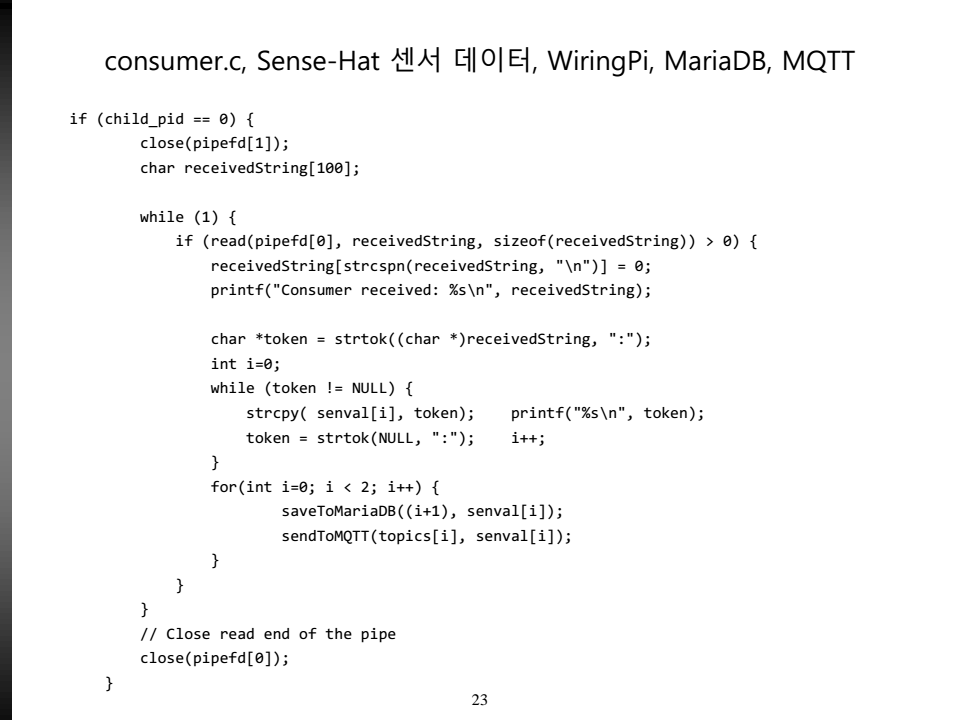 consumer.c, Sense-Hat 센서 데이터, WiringPi, MariaDB, MQTT
if (child_pid == 0) {
        close(pipefd[1]);
        char receivedString[100];

        while (1) {
            if (read(pipefd[0], receivedString, sizeof(receivedString)) > 0) {
                receivedString[strcspn(receivedString, "\n")] = 0;
                printf("Consumer received: %s\n", receivedString);

                char *token = strtok((char *)receivedString, ":");
                int i=0;
                while (token != NULL) {
                    strcpy( senval[i], token);    printf("%s\n", token);
                    token = strtok(NULL, ":");    i++;
                }
                for(int i=0; i < 2; i++) {
                        saveToMariaDB((i+1), senval[i]);
                        sendToMQTT(topics[i], senval[i]);
                }
            }
        }
        // Close read end of the pipe
        close(pipefd[0]);
    }
23